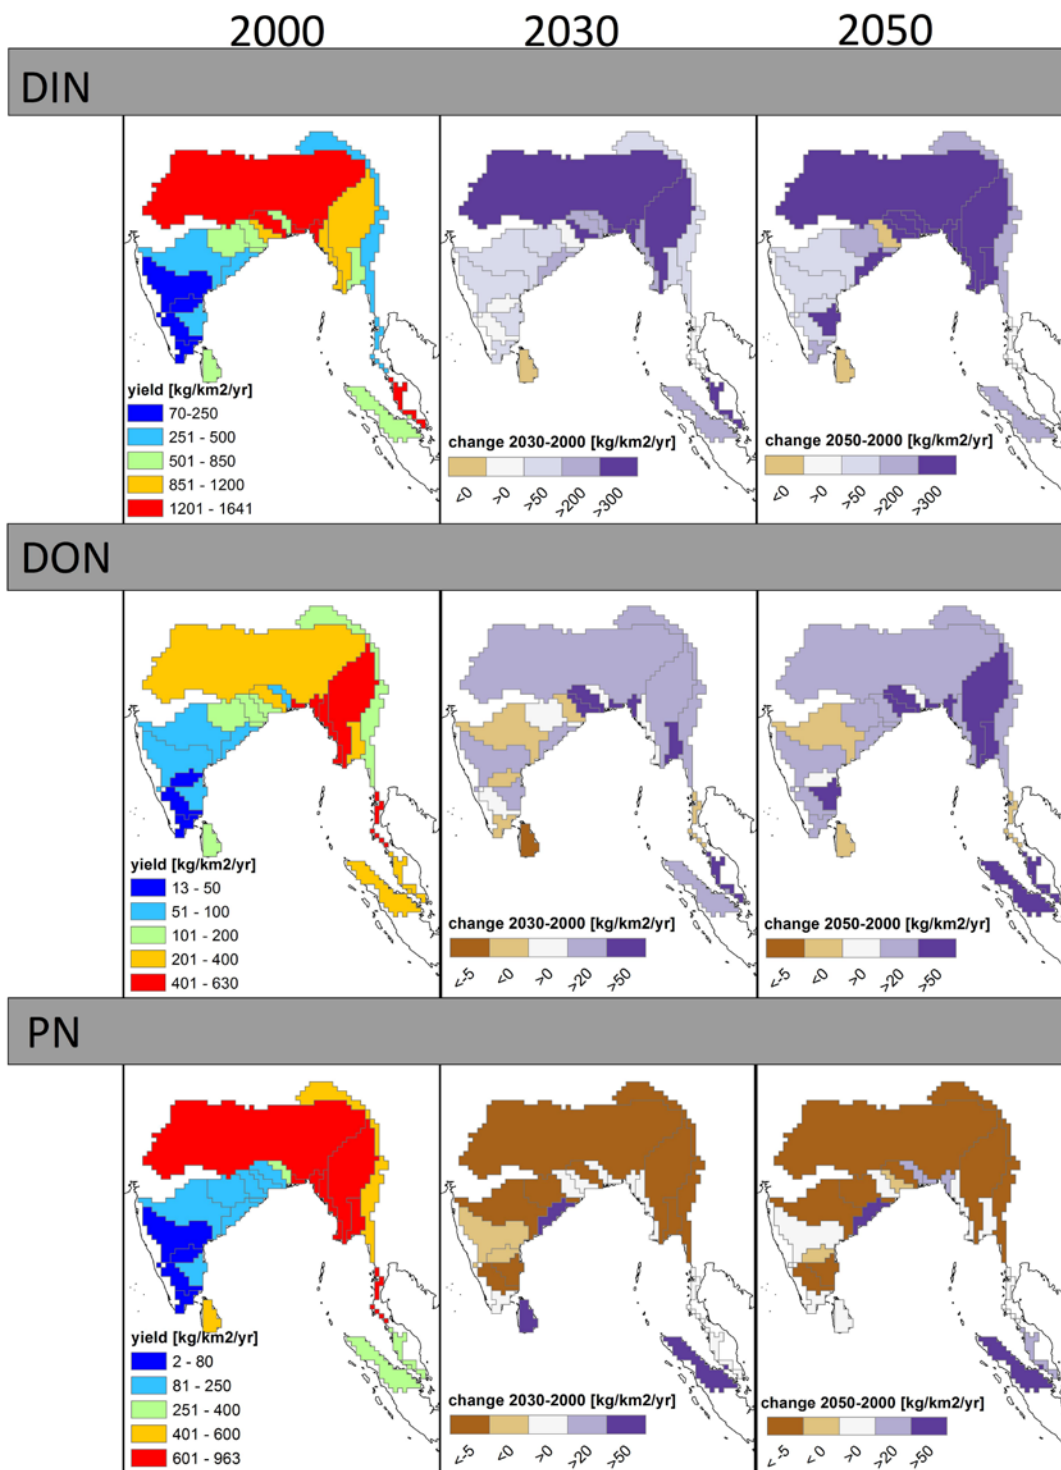 2000 2030 2050
DIN
yield [kg/km2/yr]
70-250
251 - 500
501 - 850
851 - 1200
1201 - 1641
change 2030-2000 [kg/km2/yr]
<0 >0 >50 >200 >300
change 2050-2000 [kg/km2/yr]
<0 >0 >50 >200 >300
DON
yield [kg/km2/yr]
13 - 50
51 - 100
101 - 200
201 - 400
401 - 630
change 2030-2000 [kg/km2/yr]
<-5 <0 >0 >20 >50
change 2050-2000 [kg/km2/yr]
<-5 <0 >0 >20 >50
PN
yield [kg/km2/yr]
2 - 80
81 - 250
251 - 400
401 - 600
601 - 963
change 2030-2000 [kg/km2/yr]
<-5 <0 >0 >20 >50
change 2050-2000 [kg/km2/yr]
<-5 <0 >0 >20 >50